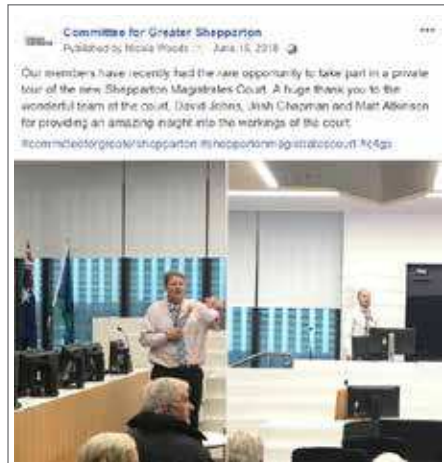 Committee for Greater Shepparton
Published by Nicola Woods · June 15, 2018
Our members have recently had the rare opportunity to take part in a private
tour of the new Shepparton Magistrates Court. A huge thank you to the
wonderful team at the court, David Johns, Josh Chapman and Matt Atkinson
for providing an amazing insight into the workings of the court
#committeeforgreatershepparton #sheppartonmagistratescourt #c4gs